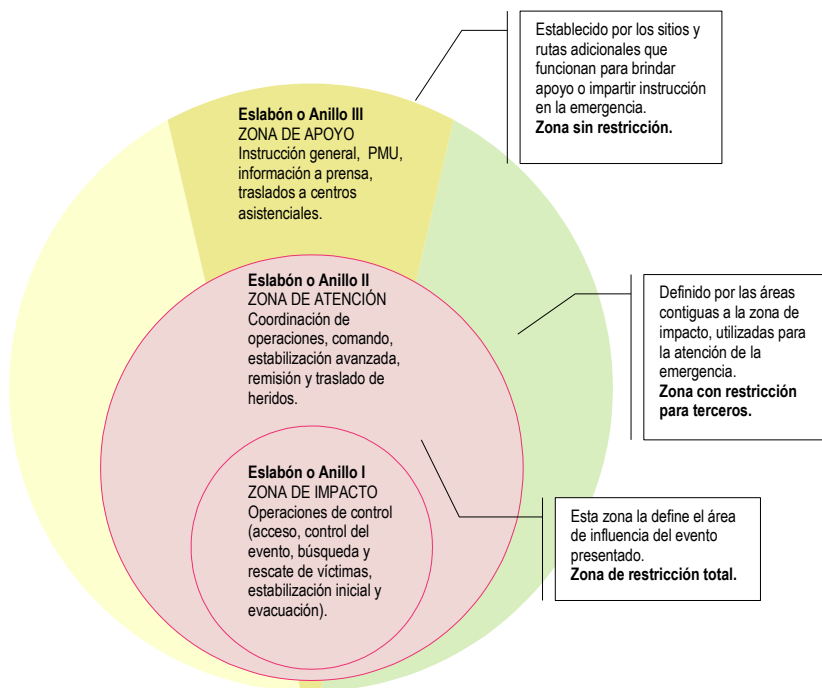 Establecido por los sitios y
rutas adicionales que
funcionan para brindar
apoyo o impartir instrucción
en la emergencia.
Zona sin restricción.
Eslabón o Anillo III
ZONA DE APOYO
Instrucción general, PMU,
información a prensa,
traslados a centros
asistenciales.
Eslabón o Anillo II
ZONA DE ATENCIÓN
Coordinación de
operaciones, comando,
estabilización avanzada,
remisión y traslado de
heridos.
Definido por las áreas
contiguas a la zona de
impacto, utilizadas para
la atención de la
emergencia.
Zona con restricción
para terceros.
Eslabón o Anillo I
ZONA DE IMPACTO
Operaciones de control
(acceso, control del
evento, búsqueda y
rescate de víctimas,
estabilización inicial y
evacuación).
Esta zona la define el área
de influencia del evento
presentado.
Zona de restricción total.